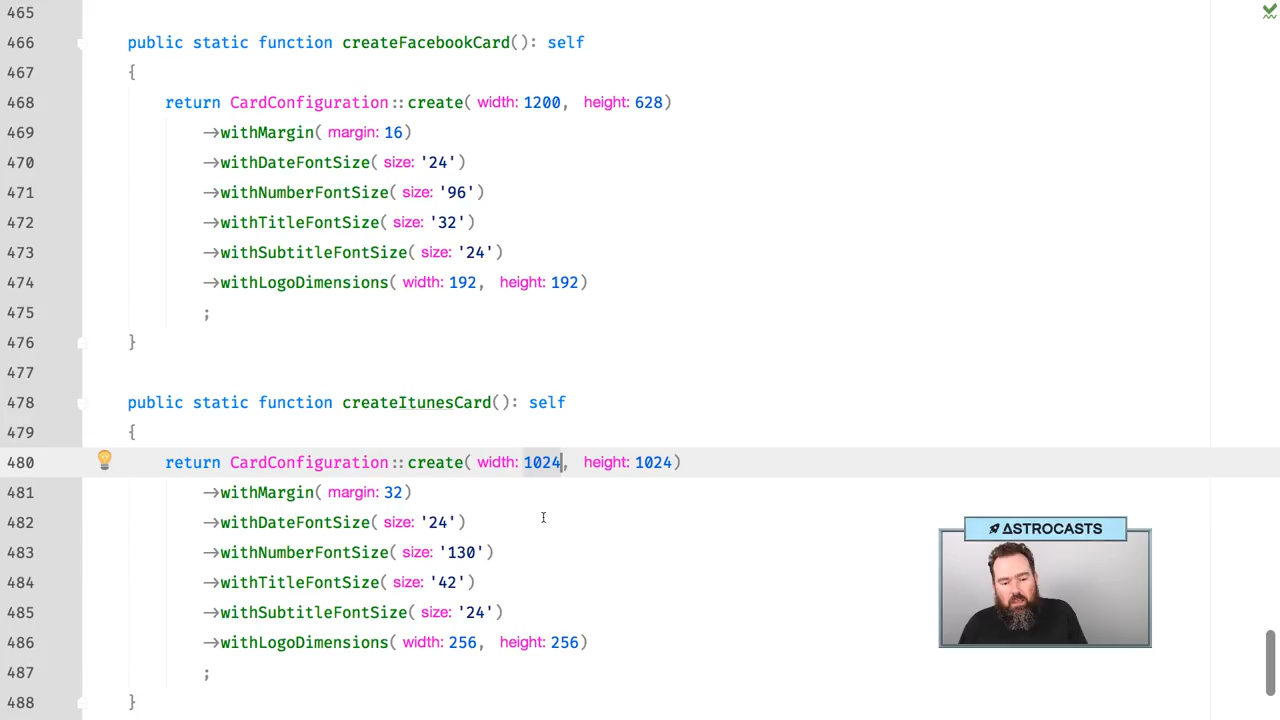 465
466 public static function createFacebookCard(): self
467 {
468 return CardConfiguration::create( width: 1200, height: 628)
469 →withMargin( margin: 16)
470 →withDateFontSize( size: '24')
471 →withNumberFontSize( size: '96')
472 →withTitleFontSize( size: '32')
473 →withSubtitleFontSize( size: '24')
474 →withLogoDimensions( width: 192, height: 192)
475 ;
476 }
477
478 public static function createItunesCard(): self
479 {
480 return CardConfiguration::create( width: 1024, height: 1024)
481 →withMargin( margin: 32)
482 →withDateFontSize( size: '24')
483 →withNumberFontSize( size: '130')
484 →withTitleFontSize( size: '42')
485 →withSubtitleFontSize( size: '24')
486 →withLogoDimensions( width: 256, height: 256)
487 ;
488 }
ΔSTROCASTS